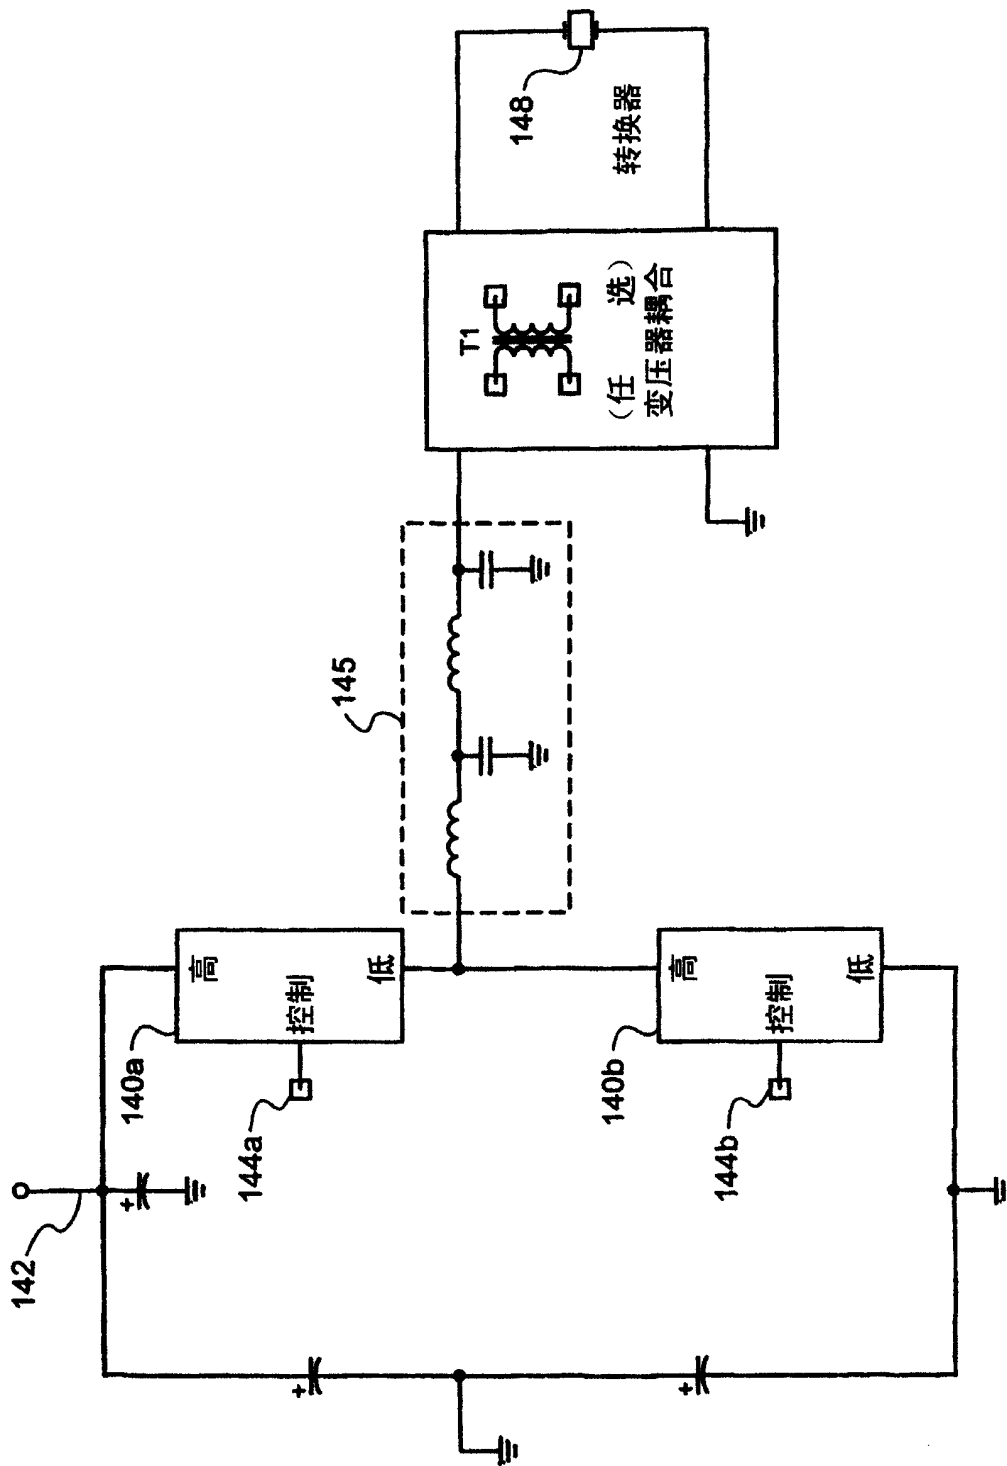 142
140a
高
控制
低
144a
140b
高
控制
低
144b
145
T1
（任 选）
变压器耦合
148
转换器
+
+
+